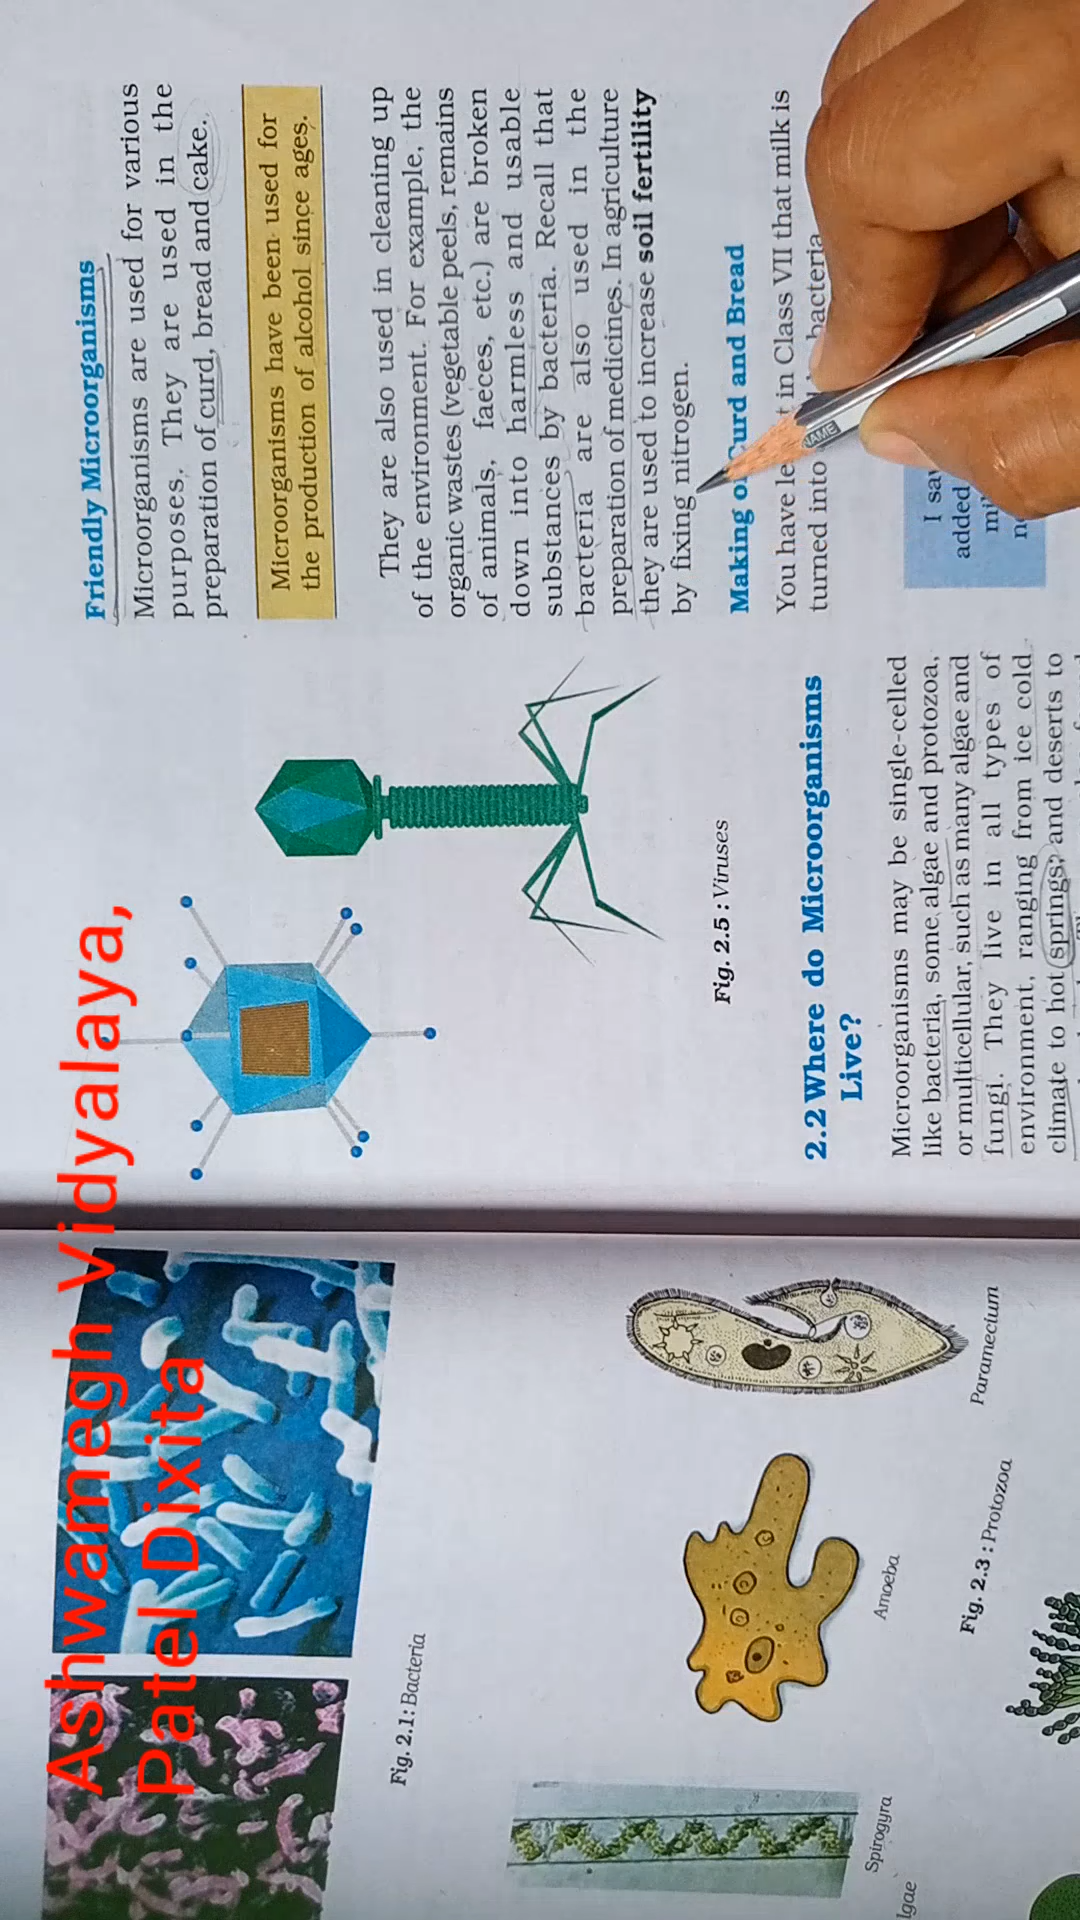 Ashwamegh Vidyalaya,
Patel Dixita
Fig. 2.1: Bacteria
Spirogyra
lgae
Amoeba
Paramecium
Fig. 2.3 : Protozoa
Fig. 2.5 : Viruses
2.2 Where do Microorganisms
Live?
Microorganisms may be single-celled
like bacteria, some algae and protozoa,
or multicellular, such as many algae and
fungi. They live in all types of
environment, ranging from ice cold
climate to hot springs; and deserts to
Friendly Microorganisms
Microorganisms are used for various
purposes. They are used in the
preparation of curd, bread and cake.
Microorganisms have been used for
the production of alcohol since ages.
They are also used in cleaning up
of the environment. For example, the
organic wastes (vegetable peels, remains
of animals, faeces, etc.) are broken
down into harmless and usable
substances by bacteria. Recall that
bacteria are also used in the
preparation of medicines. In agriculture
they are used to increase soil fertility
by fixing nitrogen.
Making of Curd and Bread
You have le t in Class VII that milk is
turned into bacteria
I sa
added
mi
NAME